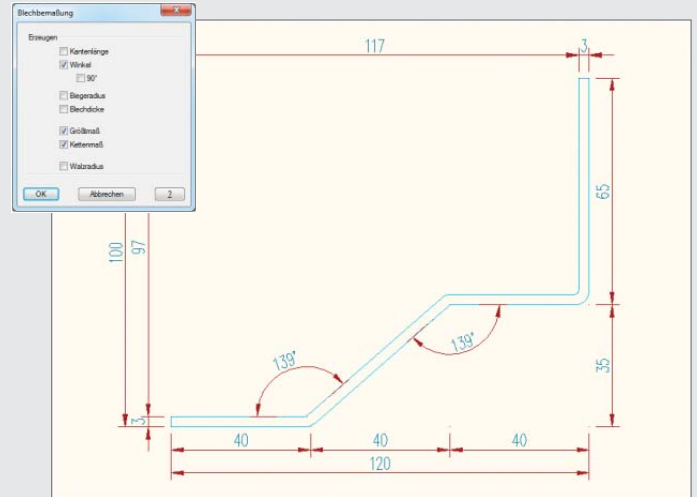 Blechbemaßung
Erzeugen
Kantenlänge
Winkel
90°
Biegeradius
Blechdicke
Größtmaß
Kettenmaß
Walzradius
OK
Abbrechen
2
117
3
65
100
97
139°
139°
35
3
40
40
40
120